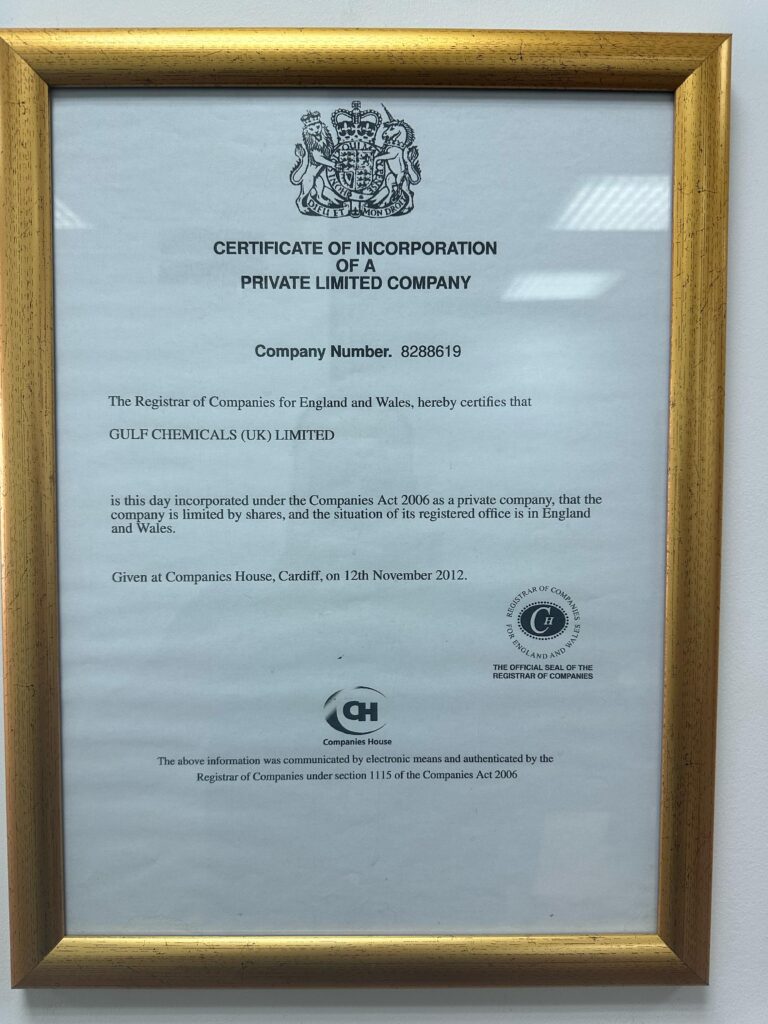 DIEU ET MON DROIT
CERTIFICATE OF INCORPORATION
OF A
PRIVATE LIMITED COMPANY
Company Number. 8288619
The Registrar of Companies for England and Wales, hereby certifies that
GULF CHEMICALS (UK) LIMITED
is this day incorporated under the Companies Act 2006 as a private company, that the
company is limited by shares, and the situation of its registered office is in England
and Wales.
Given at Companies House, Cardiff, on 12th November 2012.
REGISTRAR OF COMPANIES
FOR ENGLAND AND WALES
CH
THE OFFICIAL SEAL OF THE
REGISTRAR OF COMPANIES
CH
Companies House
The above information was communicated by electronic means and authenticated by the
Registrar of Companies under section 1115 of the Companies Act 2006